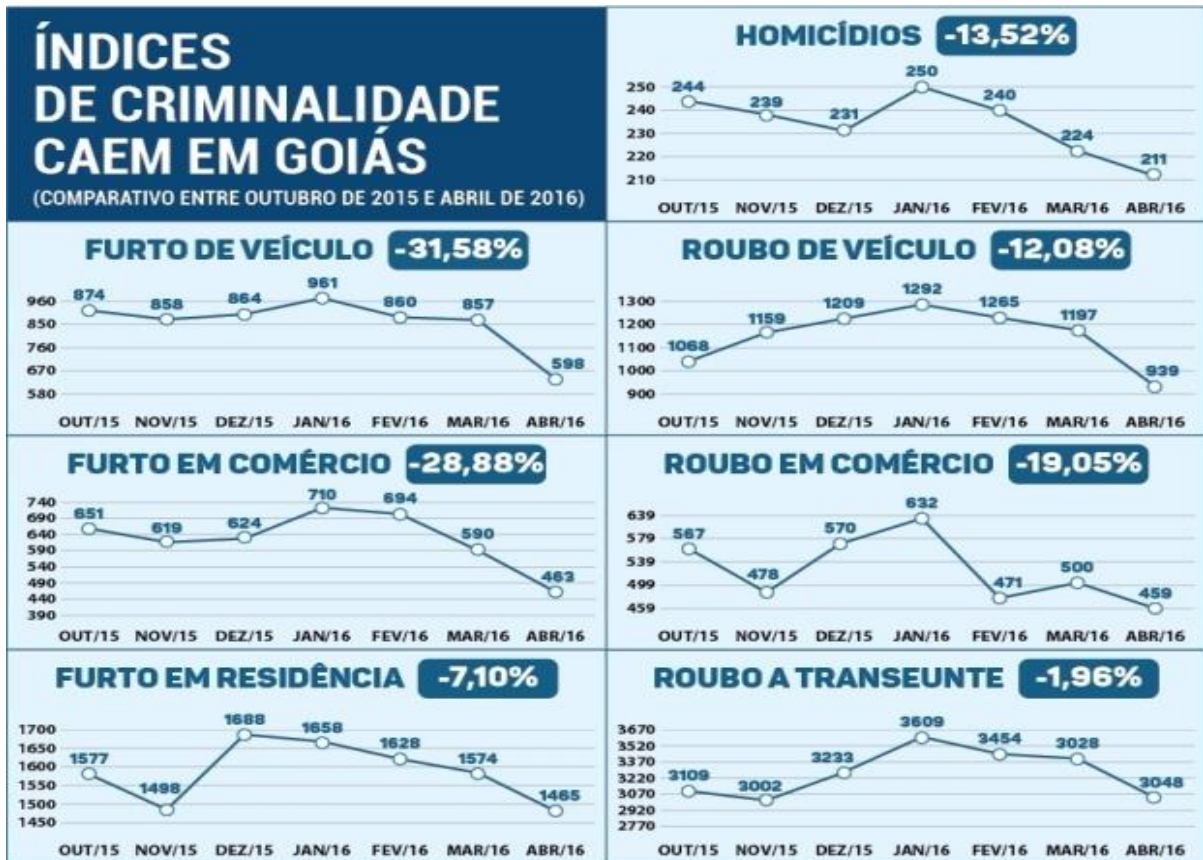 ÍNDICES
DE CRIMINALIDADE
CAEM EM GOIÁS
(COMPARATIVO ENTRE OUTUBRO DE 2015 E ABRIL DE 2016)
HOMICÍDIOS -13,52%
250
240
230
220
210
244 239 231 250 240 224 211
OUT/15 NOV/15 DEZ/15 JAN/16 FEV/16 MAR/16 ABR/16
FURTO DE VEÍCULO -31,58%
960
850
760
670
580
874 858 864 961 860 857 598
OUT/15 NOV/15 DEZ/15 JAN/16 FEV/16 MAR/16 ABR/16
ROUBO DE VEÍCULO -12,08%
1300
1200
1100
1000
900
1068 1159 1209 1292 1265 1197 939
OUT/15 NOV/15 DEZ/15 JAN/16 FEV/16 MAR/16 ABR/16
FURTO EM COMÉRCIO -28,88%
740
690
640
590
540
490
440
390
651 619 624 710 694 590 463
OUT/15 NOV/15 DEZ/15 JAN/16 FEV/16 MAR/16 ABR/16
ROUBO EM COMÉRCIO -19,05%
639
579
539
499
459
567 478 570 632 471 500 459
OUT/15 NOV/15 DEZ/15 JAN/16 FEV/16 MAR/16 ABR/16
FURTO EM RESIDÊNCIA -7,10%
1700
1650
1600
1550
1500
1450
1577 1498 1688 1658 1628 1574 1465
OUT/15 NOV/15 DEZ/15 JAN/16 FEV/16 MAR/16 ABR/16
ROUBO A TRANSEUNTE -1,96%
3670
3520
3370
3220
3070
2920
2770
3109 3002 3233 3609 3454 3028 3048
OUT/15 NOV/15 DEZ/15 JAN/16 FEV/16 MAR/16 ABR/16